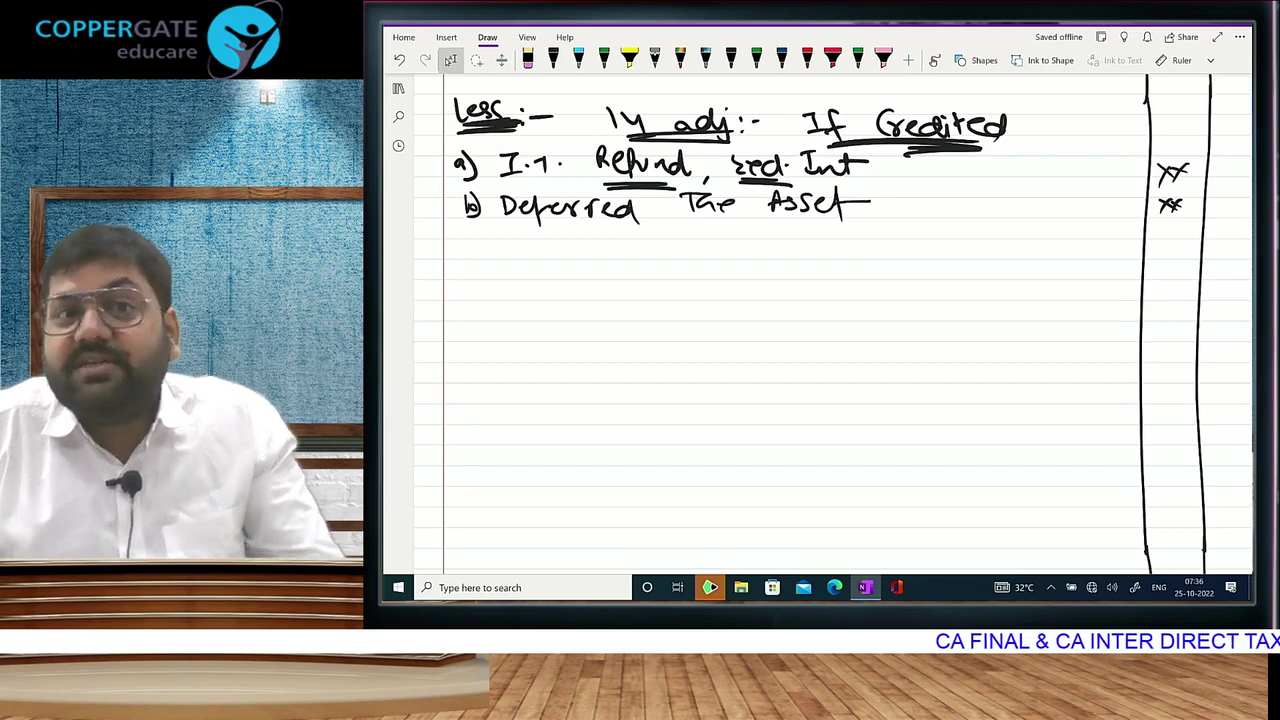 COPPERGATE
educare
Home Insert Draw View Help
Saved offline Share
Shapes Ink to Shape Ink to Text Ruler
Less :- ly adj :- If Credited
a) I.T. Refund, Int
b) Deferred Tax Asset
xx
xx
Type here to search
32°C ENG 07:36
25-10-2022
CA FINAL & CA INTER DIRECT TAX